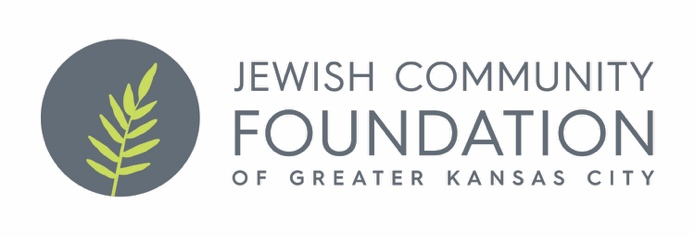 JEWISH COMMUNITY
FOUNDATION
OF GREATER KANSAS CITY